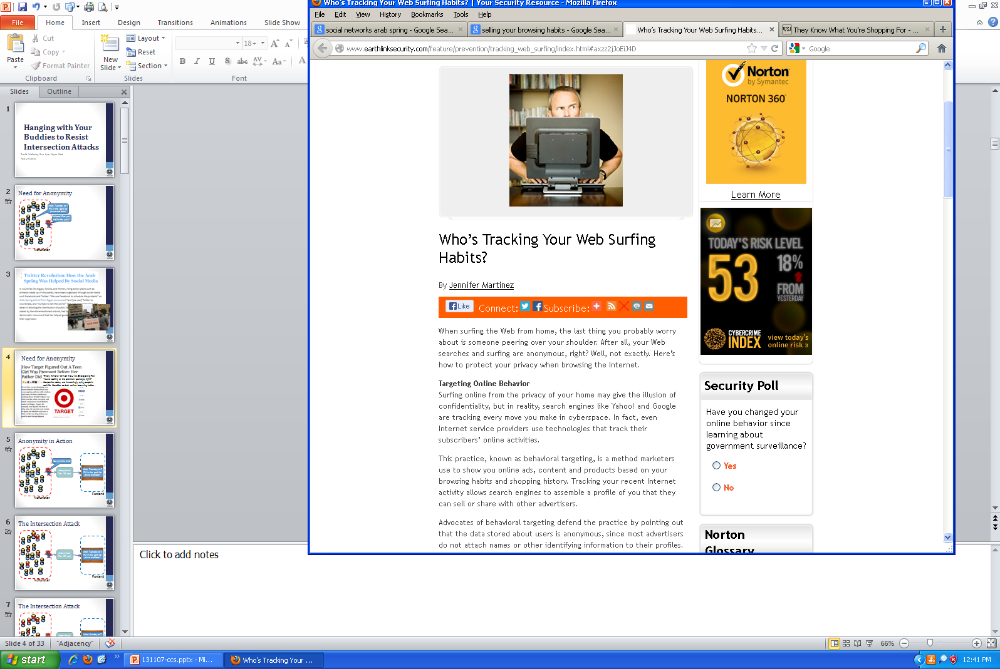 File
Home
Insert
Design
Transitions
Animations
Slide Show
Paste
Cut
Copy
Format Painter
Clipboard
New
Slide
Layout
Reset
Section
Slides
18
Font
Slides
Outline
1
Hanging with Your
Buddies to Resist
Intersection Attacks
2
Need for Anonymity
3
Twitter Revolution: How the Arab
Spring Was Helped By Social Media
4
Need for Anonymity
How Target Figured Out A Teen
Girl Was Pregnant Before Her
Father Did
They Know What You're Shopping For
TARGET
5
Anonymity in Action
Funland
6
The Intersection Attack
Funland
7
The Intersection Attack
Click to add notes
Slide 4 of 33
"Adjacency"
66%
start
131107-ccs.pptx - Mi...
Who's Tracking Your ...
12:41 PM
Who's Tracking Your Web Surfing Habits? | Your Security Resource - Mozilla Firefox
File Edit View History Bookmarks Tools Help
social networks arab spring - Google Sea...
selling your browsing habits - Google Sea...
Who's Tracking Your Web Surfing Habits...
WSJ They Know What You're Shopping For - ...
www.earthlinksecurity.com/feature/prevention/tracking_web_surfing/index.html#axzz2jJoEiJ4D
Google
Who's Tracking Your Web Surfing
Habits?
By Jennifer Martinez
Like Connect: Subscribe:
When surfing the Web from home, the last thing you probably worry
about is someone peering over your shoulder. After all, your Web
searches and surfing are anonymous, right? Well, not exactly. Here's
how to protect your privacy when browsing the Internet.
Targeting Online Behavior
Surfing online from the privacy of your home may give the illusion of
confidentiality, but in reality, search engines like Yahoo! and Google
are tracking every move you make in cyberspace. In fact, even
Internet service providers use technologies that track their
subscribers' online activities.
This practice, known as behavioral targeting, is a method marketers
use to show you online ads, content and products based on your
browsing habits and shopping history. Tracking your recent Internet
activity allows search engines to assemble a profile of you that they
can sell or share with other advertisers.
Advocates of behavioral targeting defend the practice by pointing out
that the data stored about users is anonymous, since most advertisers
do not attach names or other identifying information to their profiles.
Norton
by Symantec
NORTON 360
Learn More
TODAY'S RISK LEVEL
53
18%
FROM
YESTERDAY
CYBERCRIME
INDEX
view today's
online risk »
Security Poll
Have you changed your
online behavior since
learning about
government surveillance?
Yes
No
Norton
Glossary